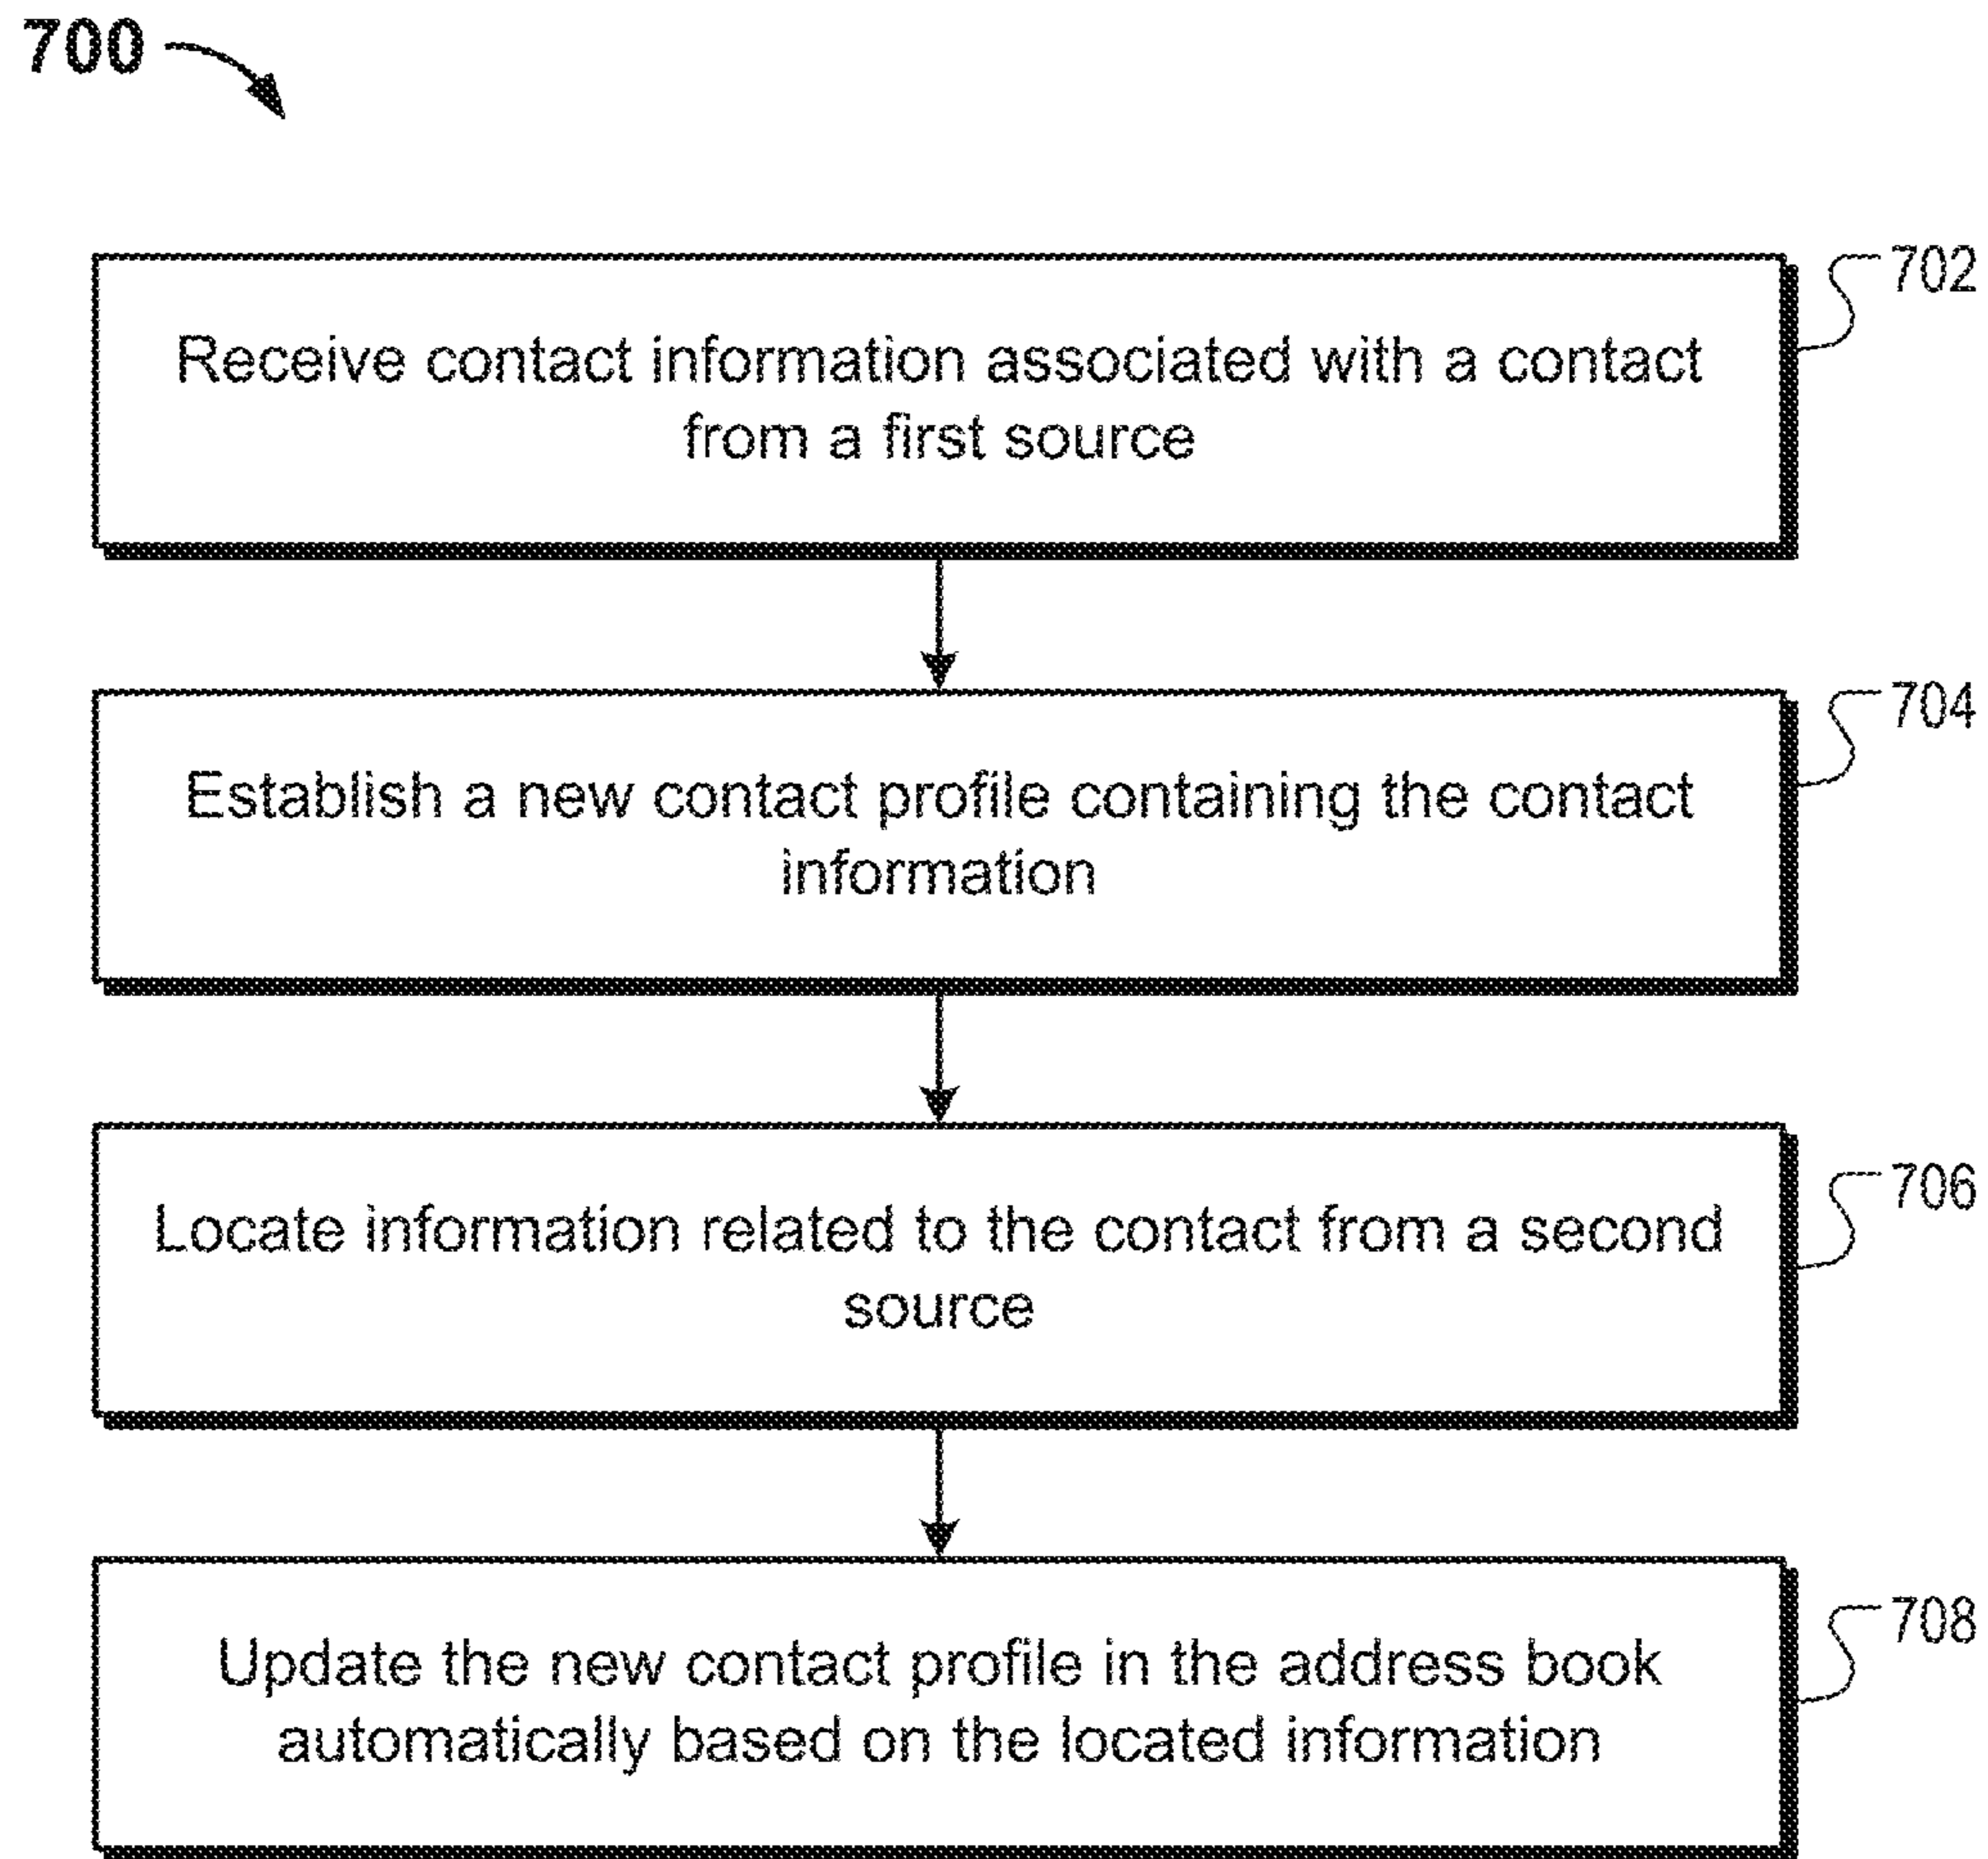 700
702
Receive contact information associated with a contact
from a first source
704
Establish a new contact profile containing the contact
information
706
Locate information related to the contact from a second
source
708
Update the new contact profile in the address book
automatically based on the located information